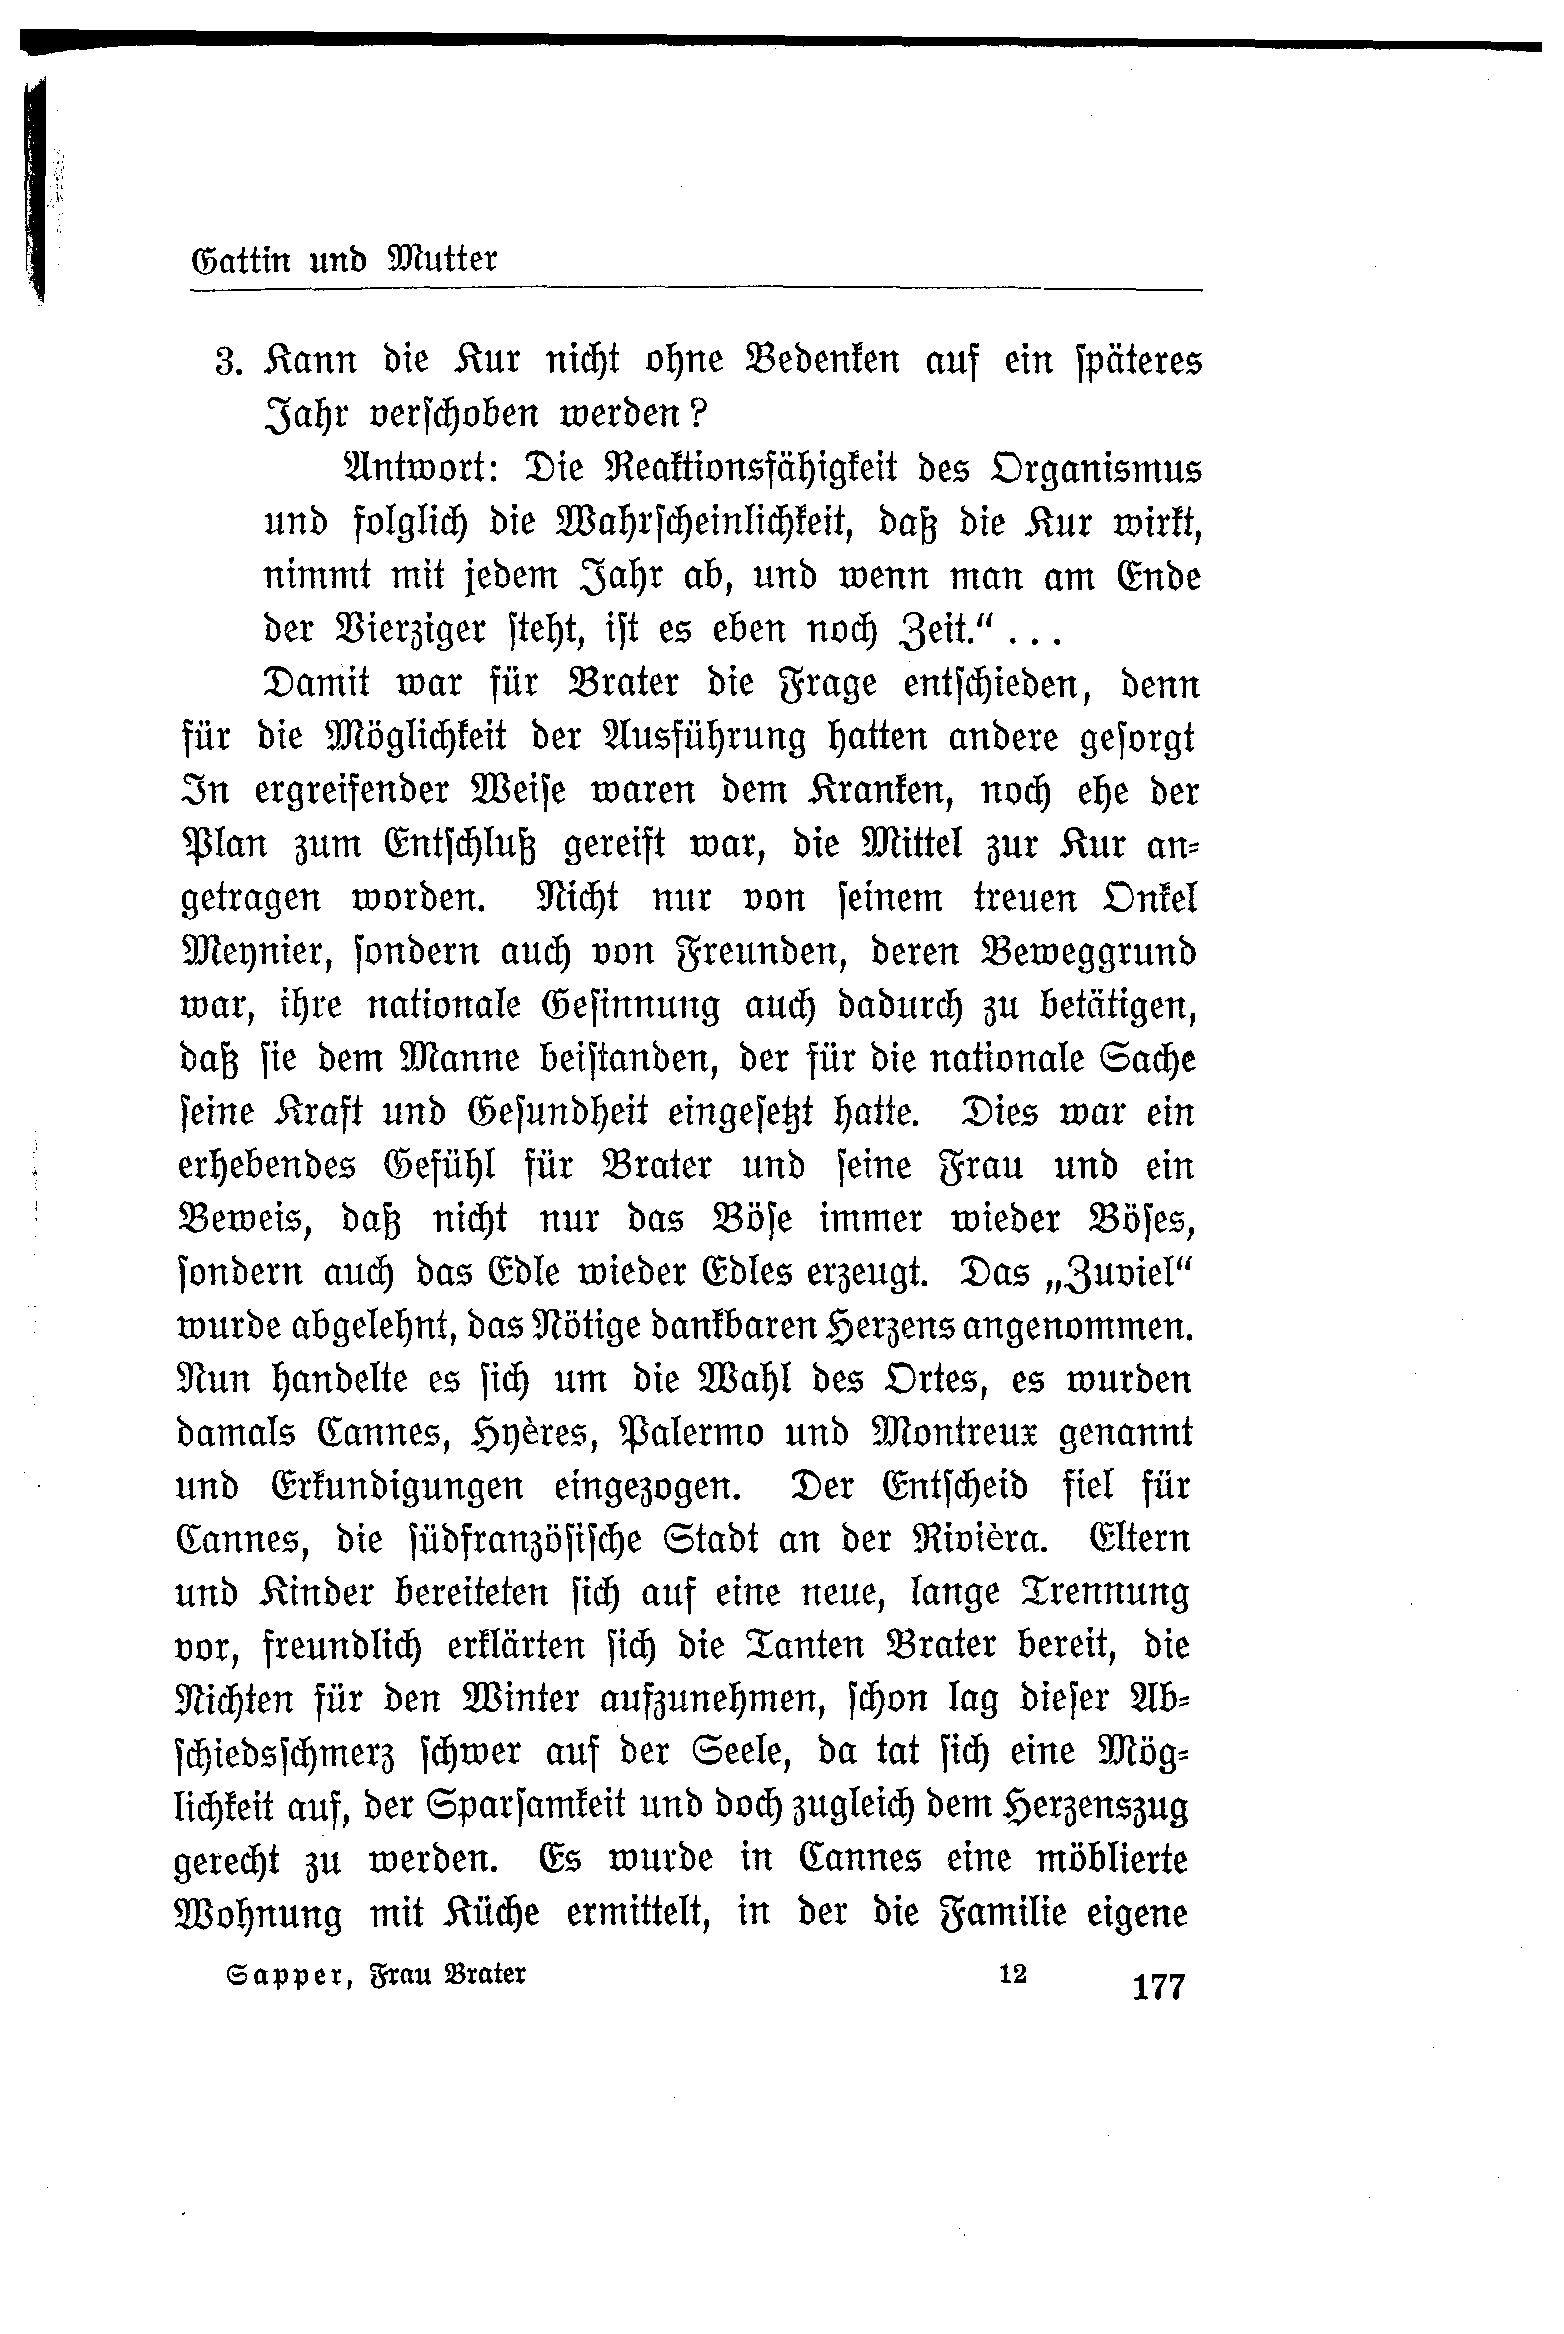 Gattin und Mutter
3. Kann die Kur nicht ohne Bedenken auf ein späteres
Jahr verschoben werden?
Antwort: Die Reaktionsfähigkeit des Organismus
und folglich die Wahrscheinlichkeit, daß die Kur wirkt,
nimmt mit jedem Jahr ab, und wenn man am Ende
der Vierziger steht, ist es eben noch Zeit.“ . . .
Damit war für Brater die Frage entschieden, denn
für die Möglichkeit der Ausführung hatten andere gesorgt
In ergreifender Weise waren dem Kranken, noch ehe der
Plan zum Entschluß gereift war, die Mittel zur Kur an-
getragen worden. Nicht nur von seinem treuen Onkel
Meynier, sondern auch von Freunden, deren Beweggrund
war, ihre nationale Gesinnung auch dadurch zu betätigen,
daß sie dem Manne beistanden, der für die nationale Sache
seine Kraft und Gesundheit eingesetzt hatte. Dies war ein
erhebendes Gefühl für Brater und seine Frau und ein
Beweis, daß nicht nur das Böse immer wieder Böses,
sondern auch das Edle wieder Edles erzeugt. Das „Zuviel“
wurde abgelehnt, das Nötige dankbaren Herzens angenommen.
Nun handelte es sich um die Wahl des Ortes, es wurden
damals Cannes, Hyères, Palermo und Montreux genannt
und Erkundigungen eingezogen. Der Entscheid fiel für
Cannes, die südfranzösische Stadt an der Rivièra. Eltern
und Kinder bereiteten sich auf eine neue, lange Trennung
vor, freundlich erklärten sich die Tanten Brater bereit, die
Nichten für den Winter aufzunehmen, schon lag dieser Ab-
schiedsschmerz schwer auf der Seele, da tat sich eine Mög-
lichkeit auf, der Sparsamkeit und doch zugleich dem Herzenszug
gerecht zu werden. Es wurde in Cannes eine möblierte
Wohnung mit Küche ermittelt, in der die Familie eigene
Sapper, Frau Brater 12 177